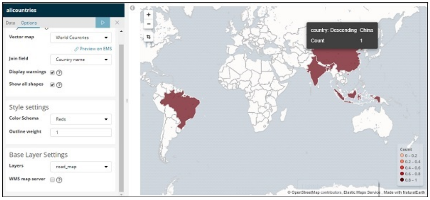 allcountries
Data Options
Vector map World Countries
Preview on EMS
Join field Country name
Display warnings
Show all shapes
Style settings
Color Schema Reds
Outline weight 1
Base Layer Settings
Layers road_map
WMS map server
+
−
country: Descending China
Count 1
Count
0 – 0.2
0.2 – 0.4
0.4 – 0.6
0.6 – 0.8
0.8 – 1
© OpenStreetMap contributors, Elastic Maps Service, Made with NaturalEarth